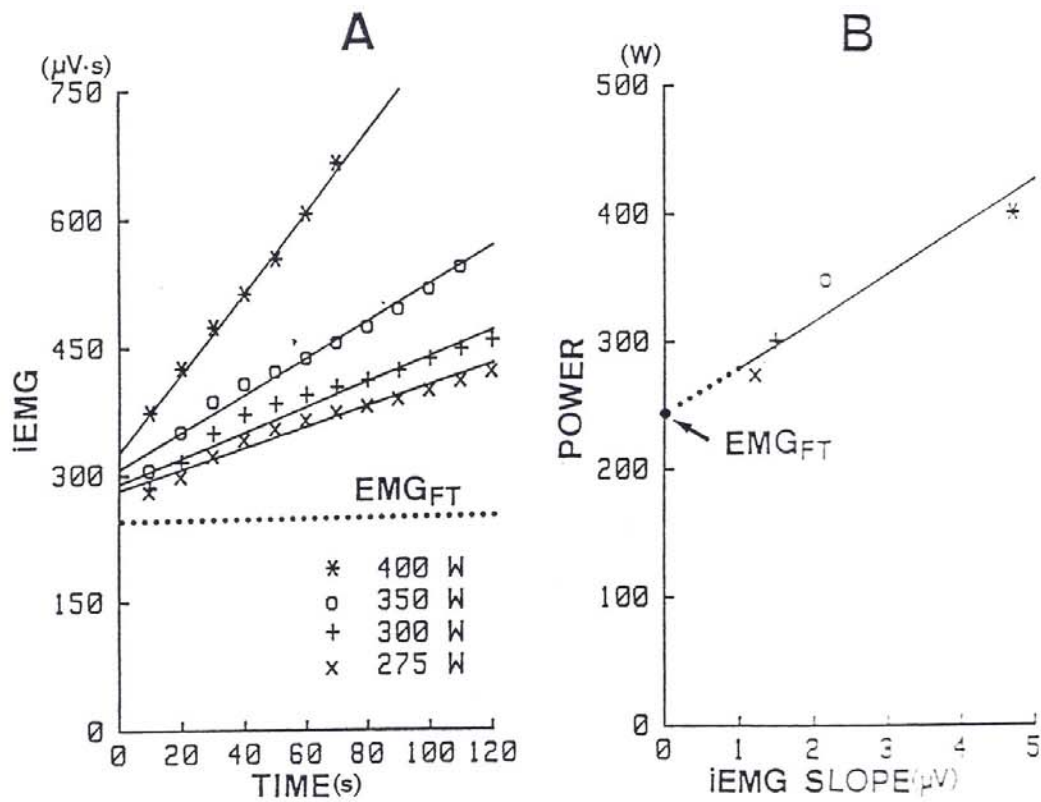 A
(μV·s)
750
600
450
300
150
0
iEMG
EMGFT
* 400 W
o 350 W
+ 300 W
x 275 W
0 20 40 60 80 100 120
TIME(s)
B
(W)
500
400
300
200
100
0
POWER
EMGFT
0 1 2 3 4 5
iEMG SLOPE(μV)